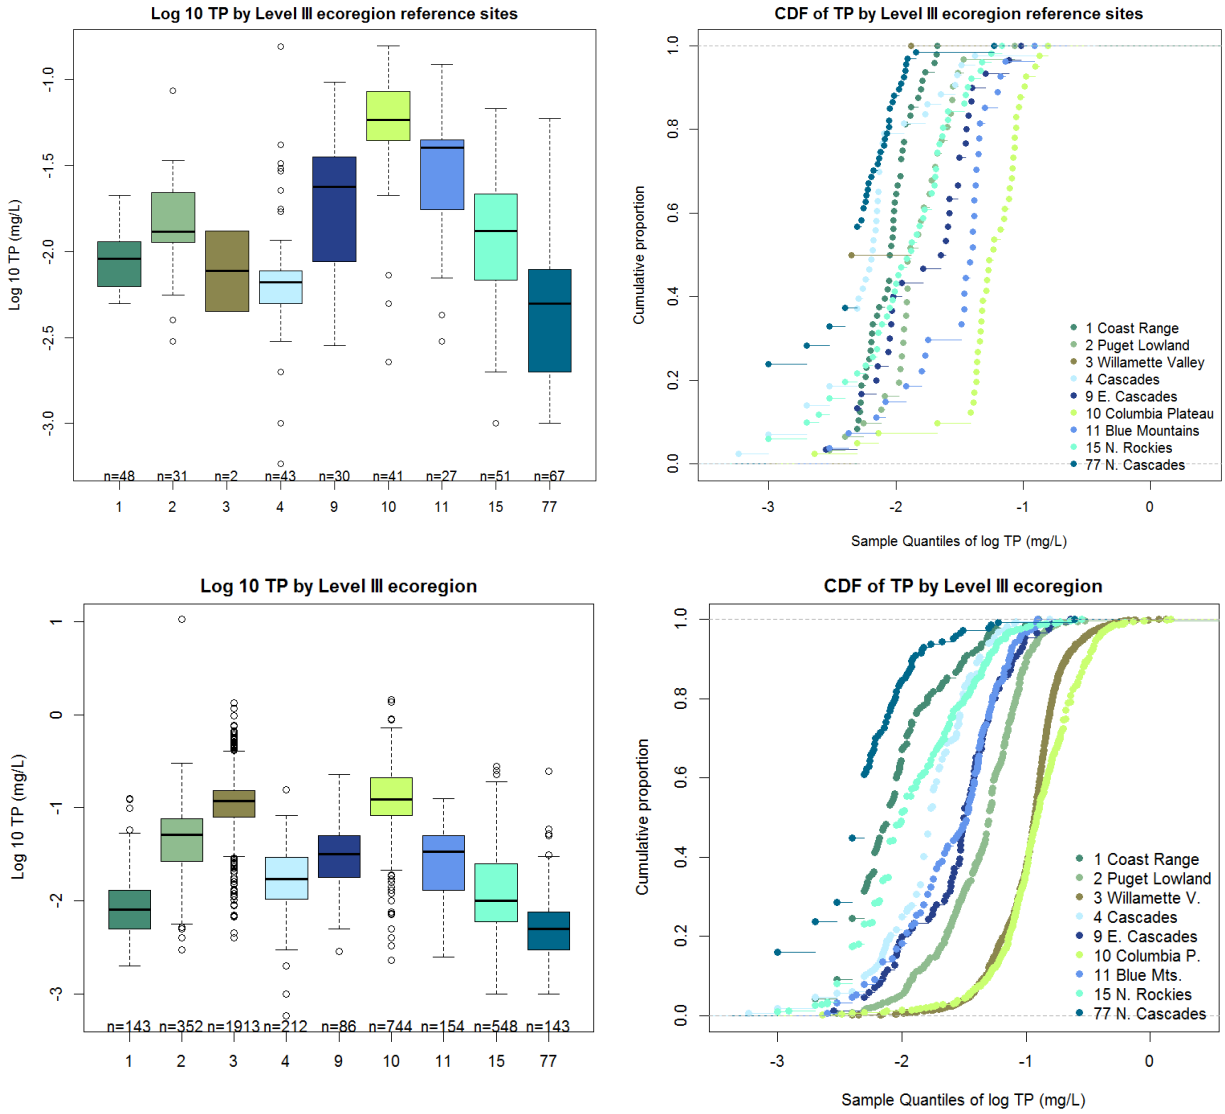 Log 10 TP by Level III ecoregion reference sites
Log 10 TP (mg/L)
-1.0
-1.5
-2.0
-2.5
-3.0
n=48 n=31 n=2 n=43 n=30 n=41 n=27 n=51 n=67
1 2 3 4 9 10 11 15 77
CDF of TP by Level III ecoregion reference sites
Cumulative proportion
1.0
0.8
0.6
0.4
0.2
0.0
1 Coast Range
2 Puget Lowland
3 Willamette Valley
4 Cascades
9 E. Cascades
10 Columbia Plateau
11 Blue Mountains
15 N. Rockies
77 N. Cascades
-3 -2 -1 0
Sample Quantiles of log TP (mg/L)
Log 10 TP by Level III ecoregion
Log 10 TP (mg/L)
1
0
-1
-2
-3
n=143 n=352 n=1913 n=212 n=86 n=744 n=154 n=548 n=143
1 2 3 4 9 10 11 15 77
CDF of TP by Level III ecoregion
Cumulative proportion
1.0
0.8
0.6
0.4
0.2
0.0
1 Coast Range
2 Puget Lowland
3 Willamette V.
4 Cascades
9 E. Cascades
10 Columbia P.
11 Blue Mts.
15 N. Rockies
77 N. Cascades
-3 -2 -1 0
Sample Quantiles of log TP (mg/L)